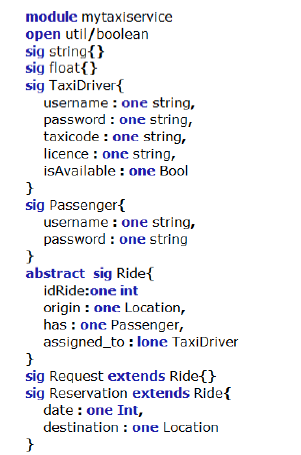 module mytaxiservice
open util/boolean
sig string{}
sig float{}
sig TaxiDriver{
username : one string,
password : one string,
taxicode : one string,
licence : one string,
isAvailable : one Bool
}
sig Passenger{
username : one string,
password : one string
}
abstract sig Ride{
idRide:one int
origin : one Location,
has : one Passenger,
assigned_to : lone TaxiDriver
}
sig Request extends Ride{}
sig Reservation extends Ride{
date : one Int,
destination : one Location
}